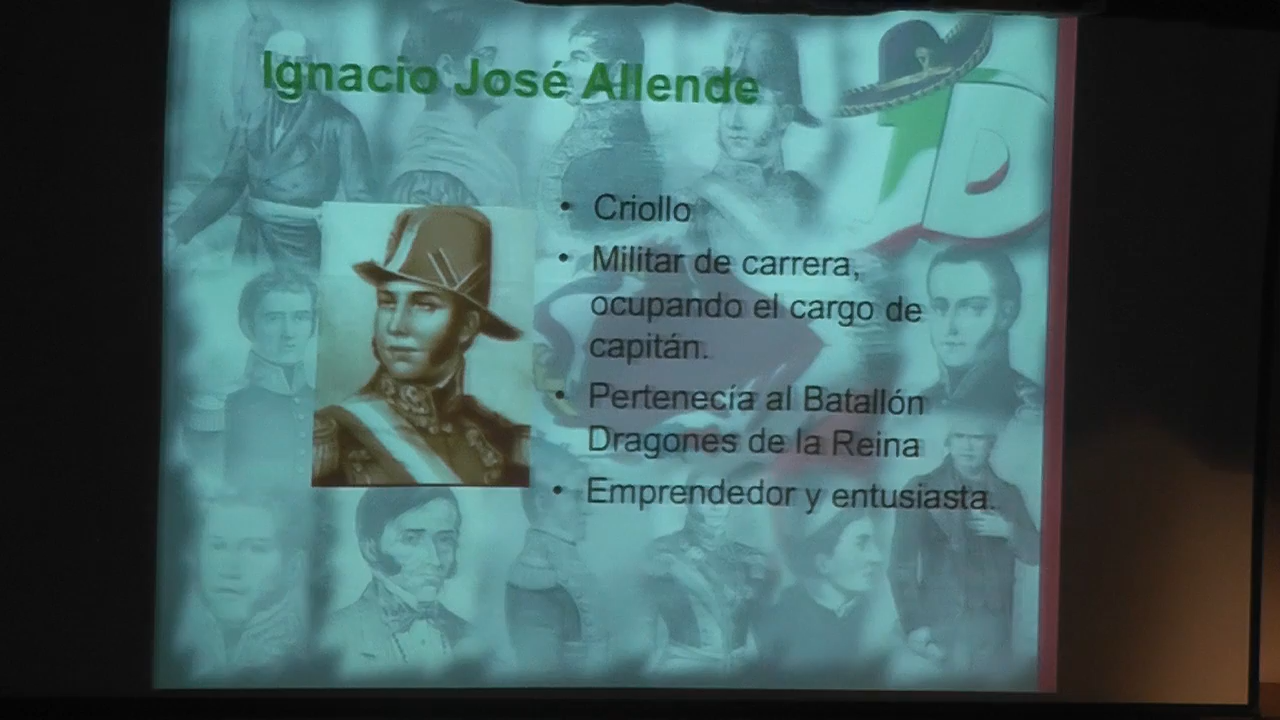 Ignacio José Allende
D
• Criollo
• Militar de carrera,
ocupando el cargo de
capitán.
• Pertenecía al Batallón
Dragones de la Reina
• Emprendedor y entusiasta.